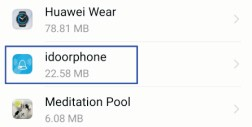 Huawei Wear
78.81 MB
idoorphone
22.58 MB
Meditation Pool
6.08 MB